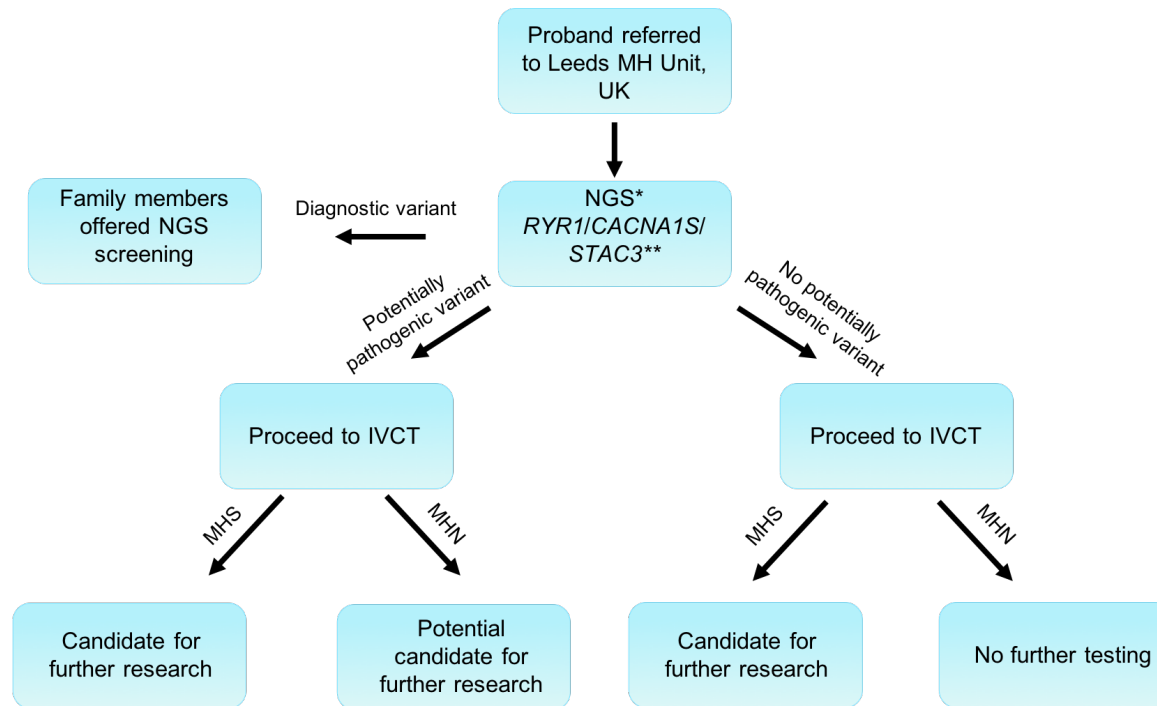 Proband referred
to Leeds MH Unit,
UK
Family members
offered NGS
screening
Diagnostic variant
NGS*
RYR1/CACNA1S/
STAC3**
Potentially
pathogenic variant
No potentially
pathogenic variant
Proceed to IVCT
Proceed to IVCT
MHS
MHN
MHS
MHN
Candidate for
further research
Potential
candidate for
further research
Candidate for
further research
No further testing